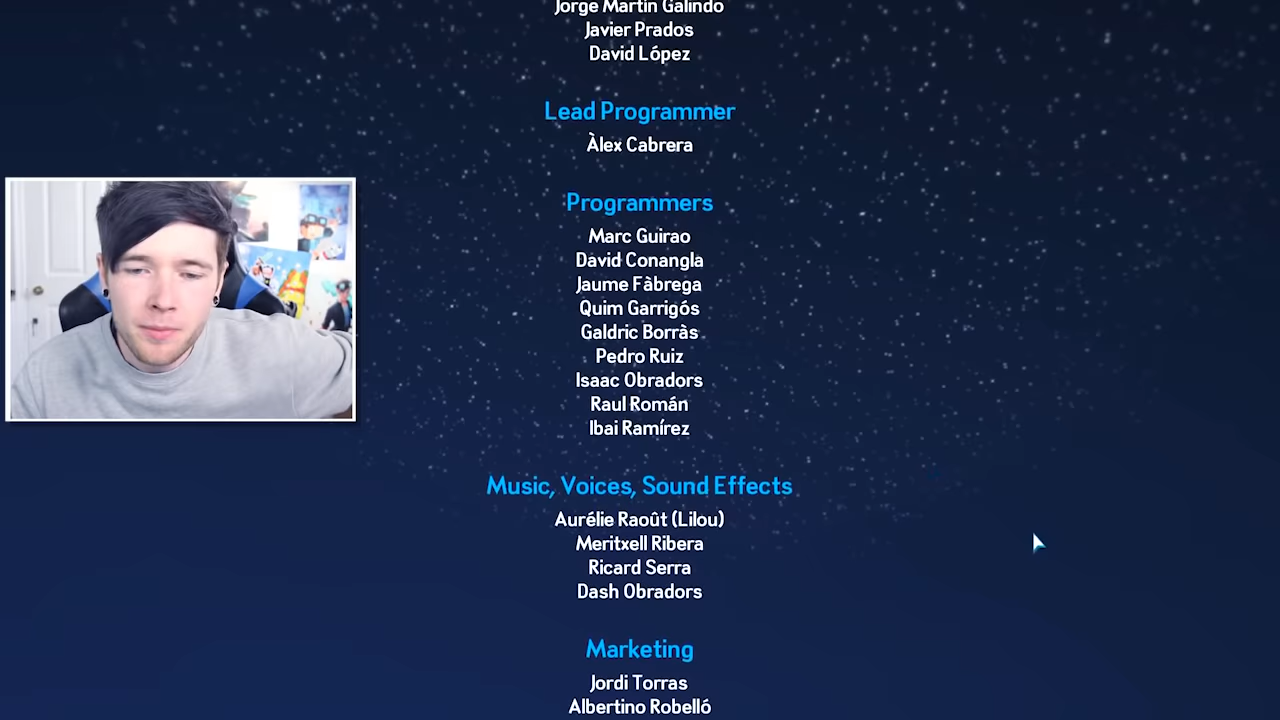 Jorge Martín Galindo
Javier Prados
David López
Lead Programmer
Àlex Cabrera
Programmers
Marc Guirao
David Conangla
Jaume Fàbrega
Quim Garrigós
Galdric Borràs
Pedro Ruiz
Isaac Obradors
Raul Román
Ibai Ramírez
Music, Voices, Sound Effects
Aurélie Raoût (Lilou)
Meritxell Ribera
Ricard Serra
Dash Obradors
Marketing
Jordi Torras
Albertino Robelló